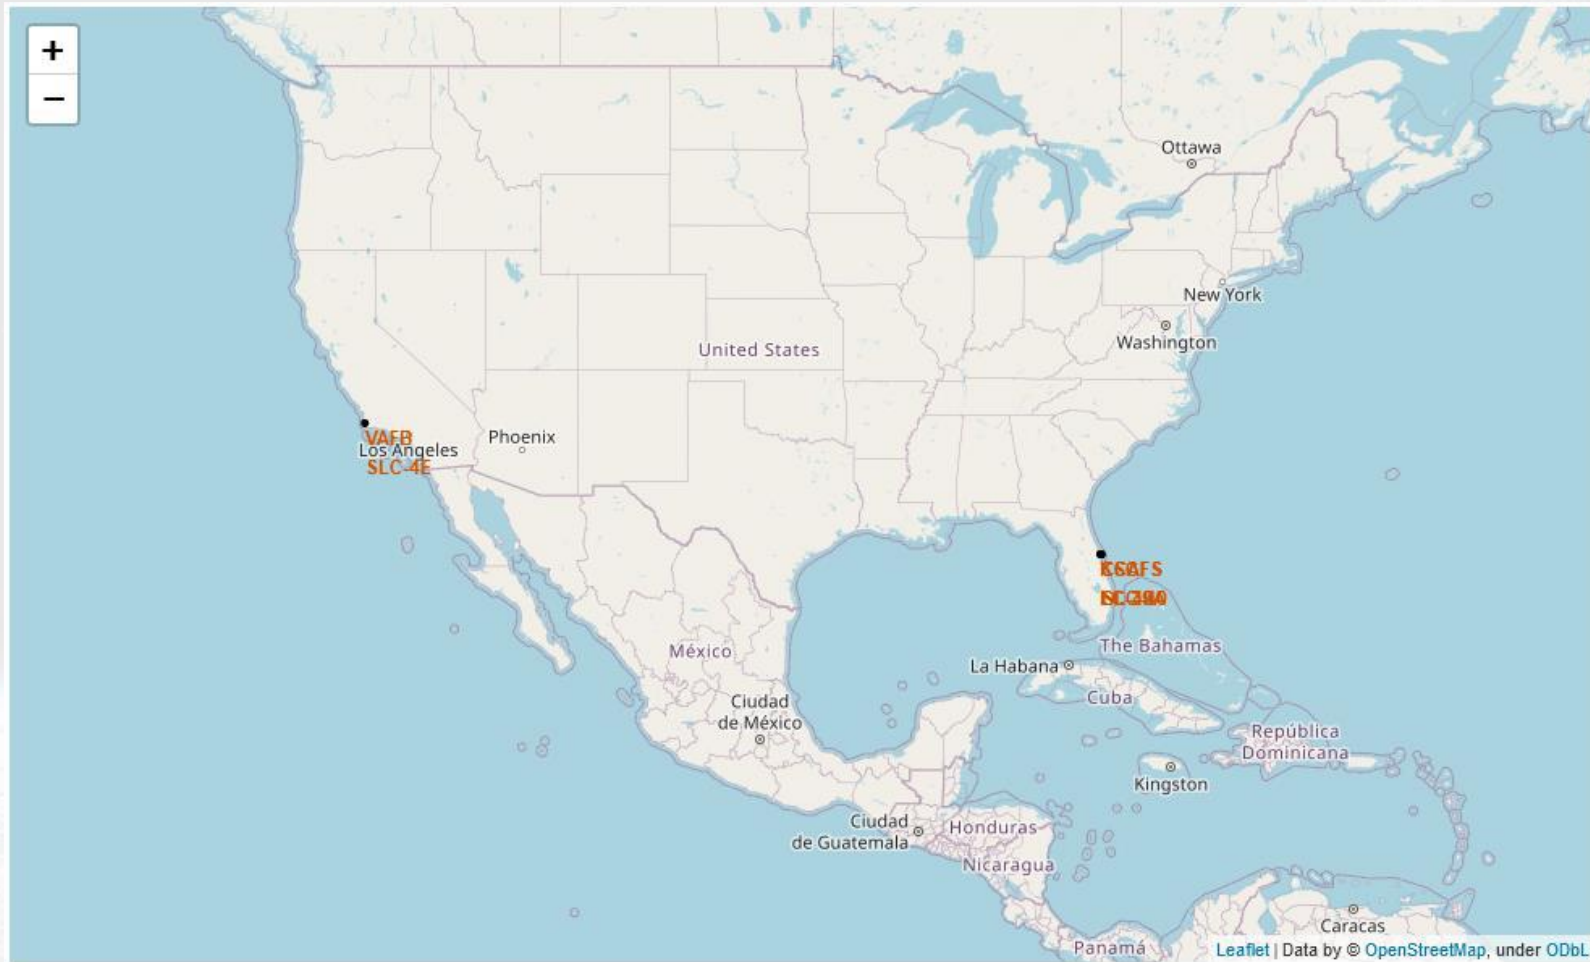 +
−
Ottawa
New York
Washington
United States
VAFB
Los Angeles
SLC-4E
Phoenix
The Bahamas
La Habana
México
Cuba
Ciudad
de México
República
Dominicana
Kingston
Ciudad
de Guatemala
Honduras
Nicaragua
Caracas
Panamá
Leaflet | Data by © OpenStreetMap, under ODbL